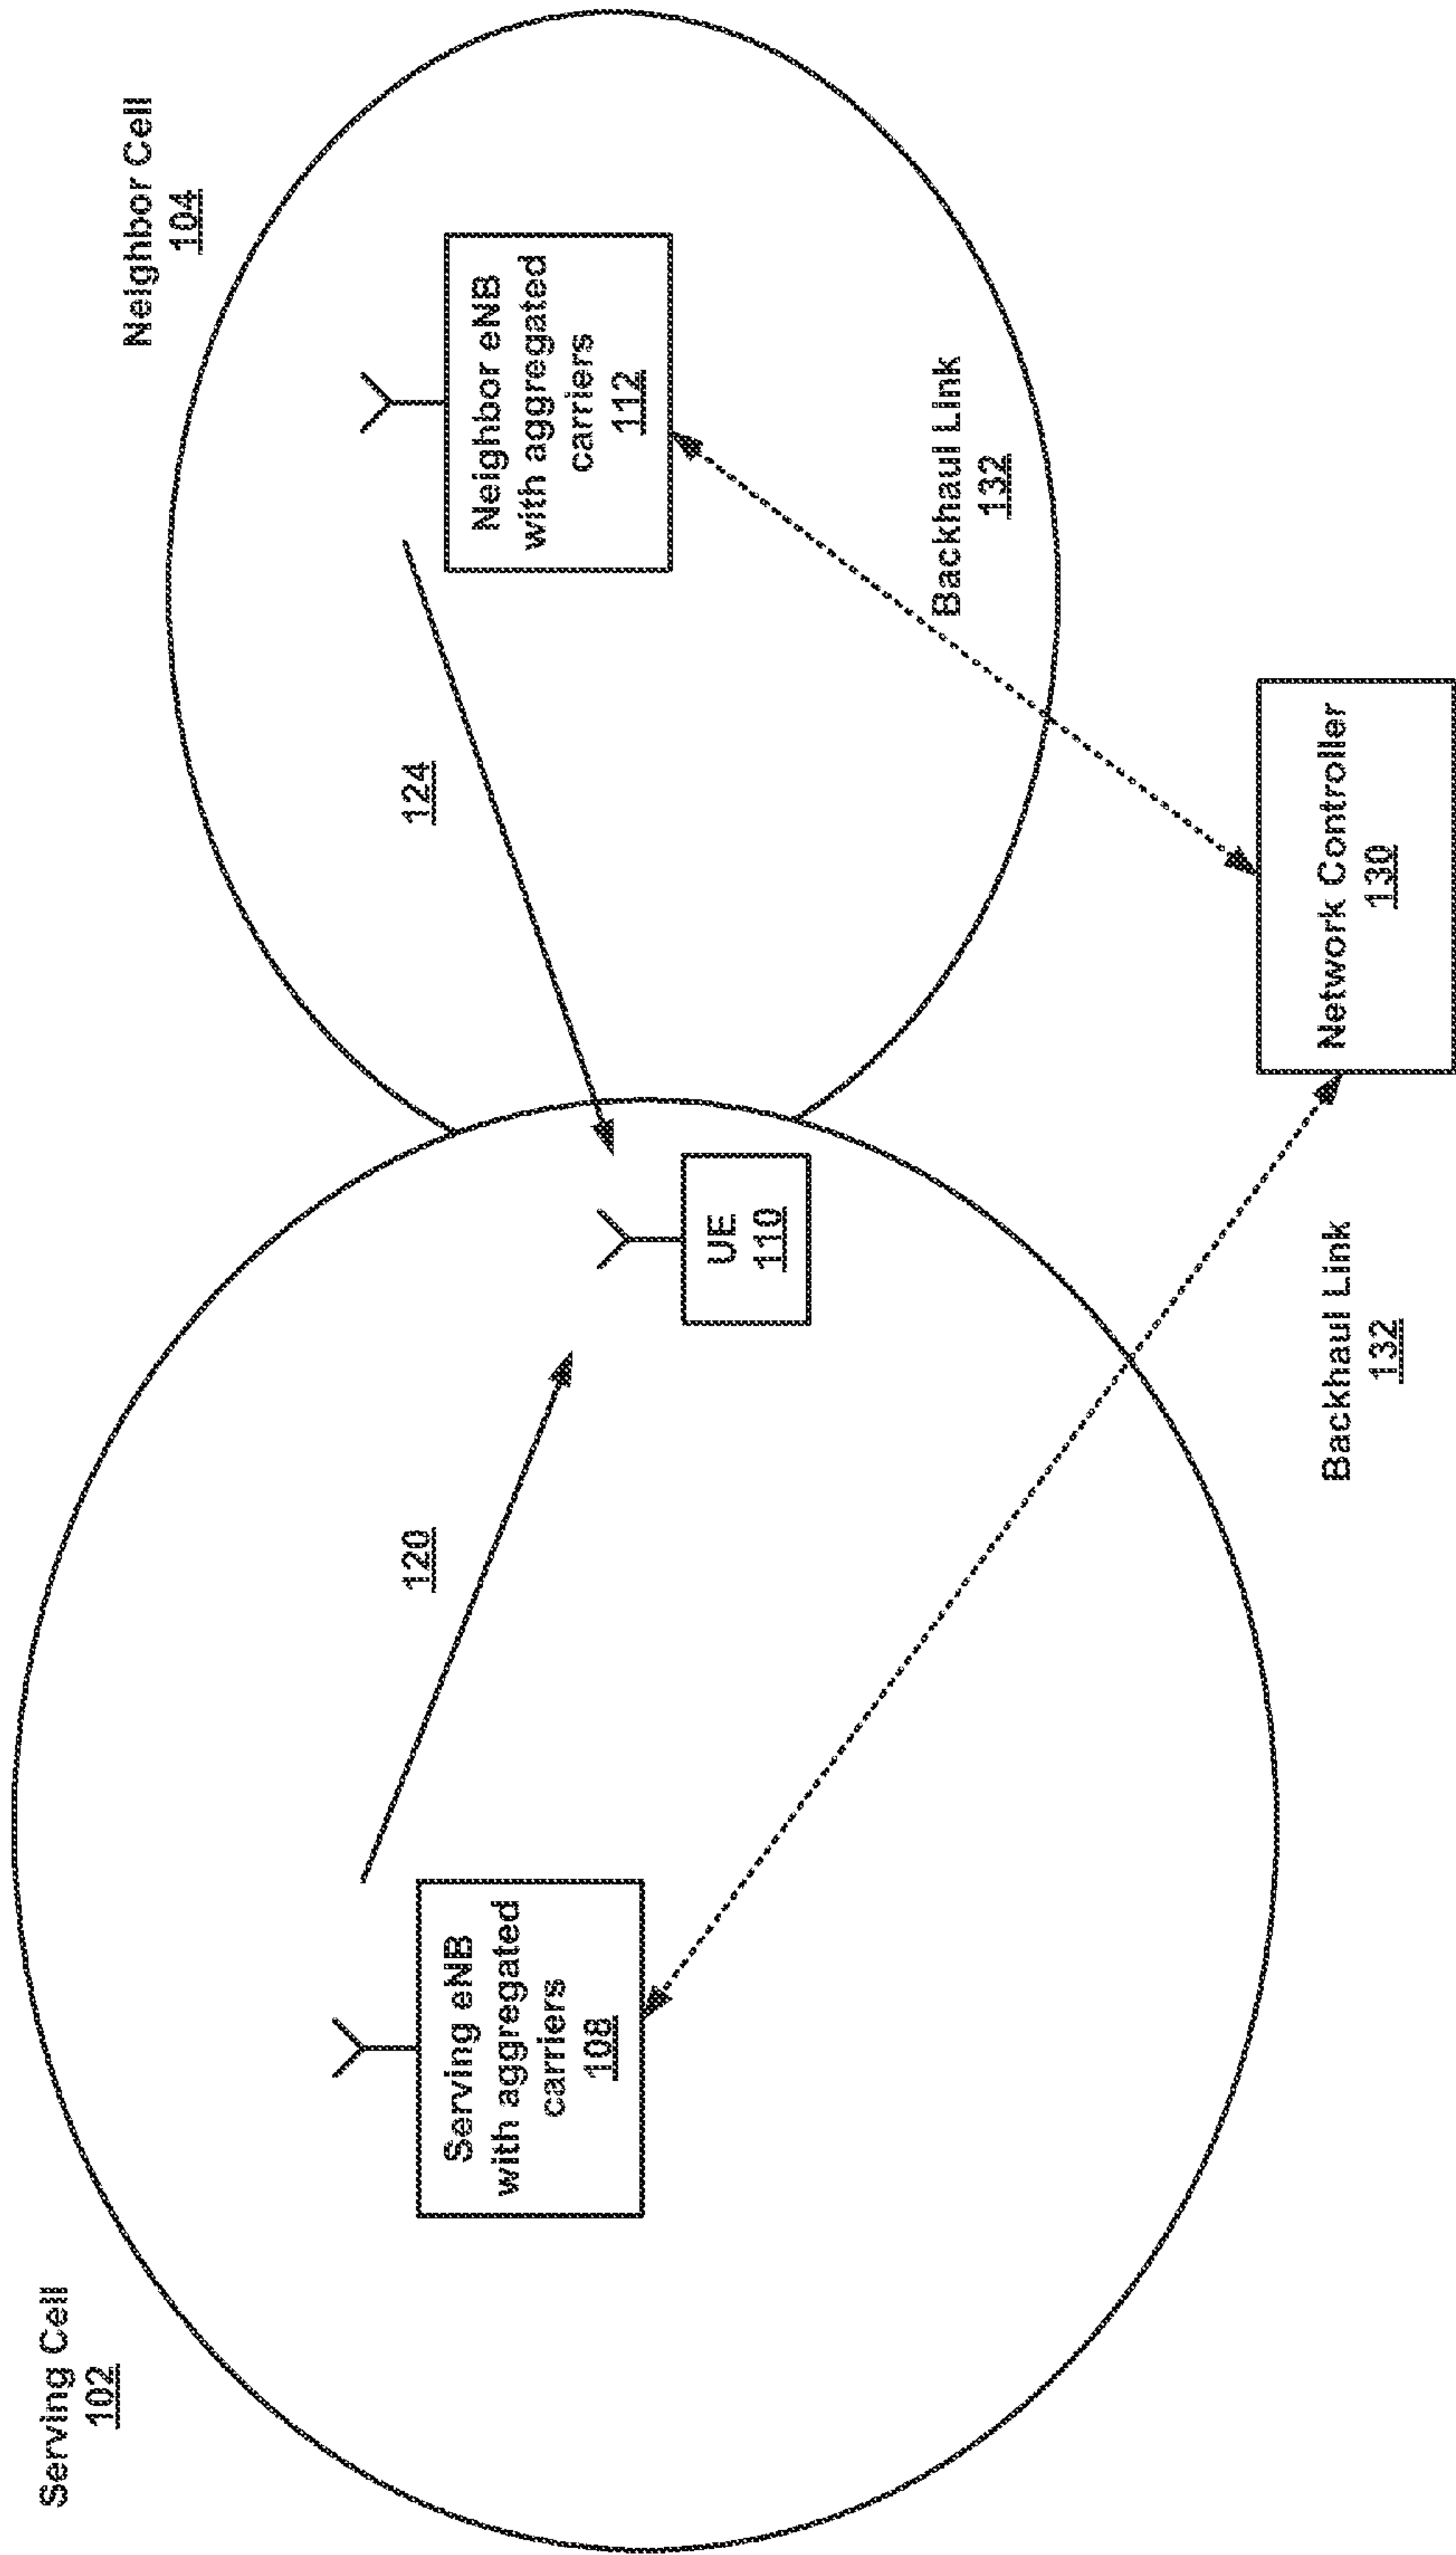 Serving Cell
102
Neighbor Cell
104
Serving eNB
with aggregated
carriers
108
120
UE
110
124
Neighbor eNB
with aggregated
carriers
112
Backhaul Link
132
Backhaul Link
132
Network Controller
130